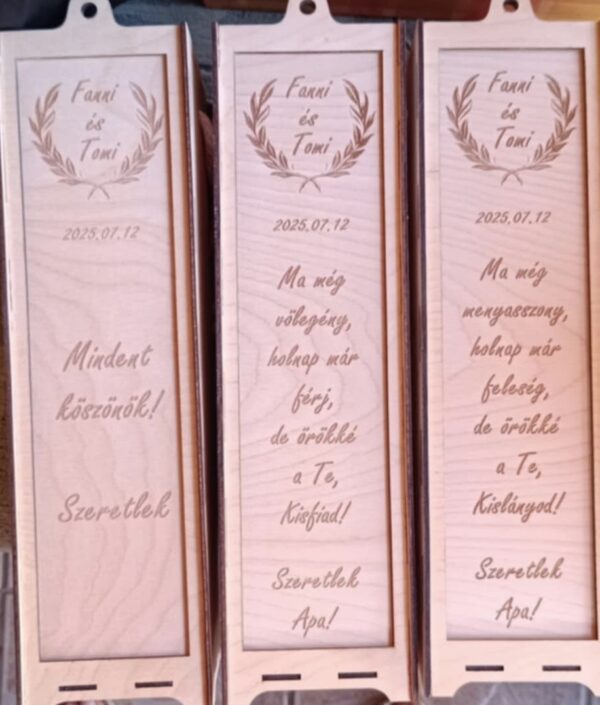 Fanni
és
Tomi
2025.07.12
Mindent
köszönök!
Szeretlek
Fanni
és
Tomi
2025.07.12
Ma még
vőlegény,
holnap már
férj,
de örökké
a Te,
Kisfiad!
Szeretlek
Apa!
Fanni
és
Tomi
2025.07.12
Ma még
menyasszony,
holnap már
feleség,
de örökké
a Te,
Kislányod!
Szeretlek
Apa!